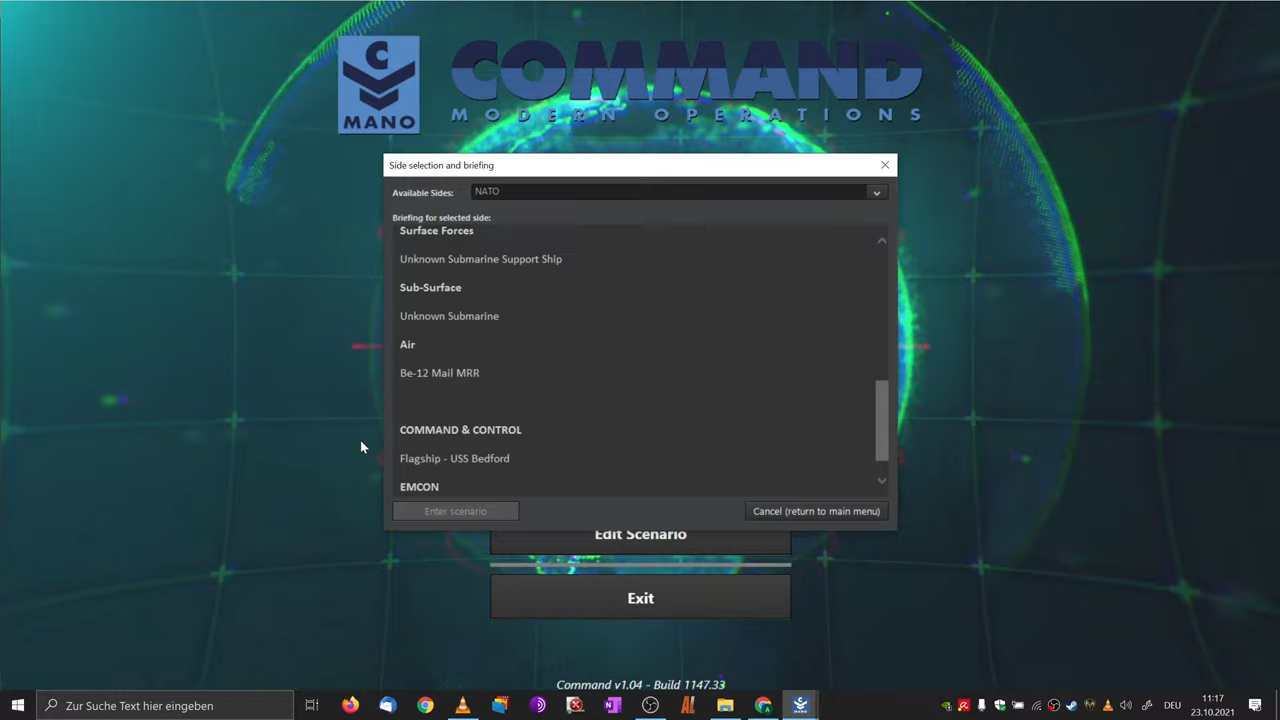 C
MANO
COMMAND
MODERN OPERATIONS
Side selection and briefing
Available Sides: NATO
Briefing for selected side:
Surface Forces
Unknown Submarine Support Ship
Sub-Surface
Unknown Submarine
Air
Be-12 Mail MRR
COMMAND & CONTROL
Flagship - USS Bedford
EMCON
Enter scenario
Cancel (return to main menu)
Edit Scenario
Exit
Command v1.04 - Build 1147.33
Zur Suche Text hier eingeben
DEU
11:17
23.10.2021